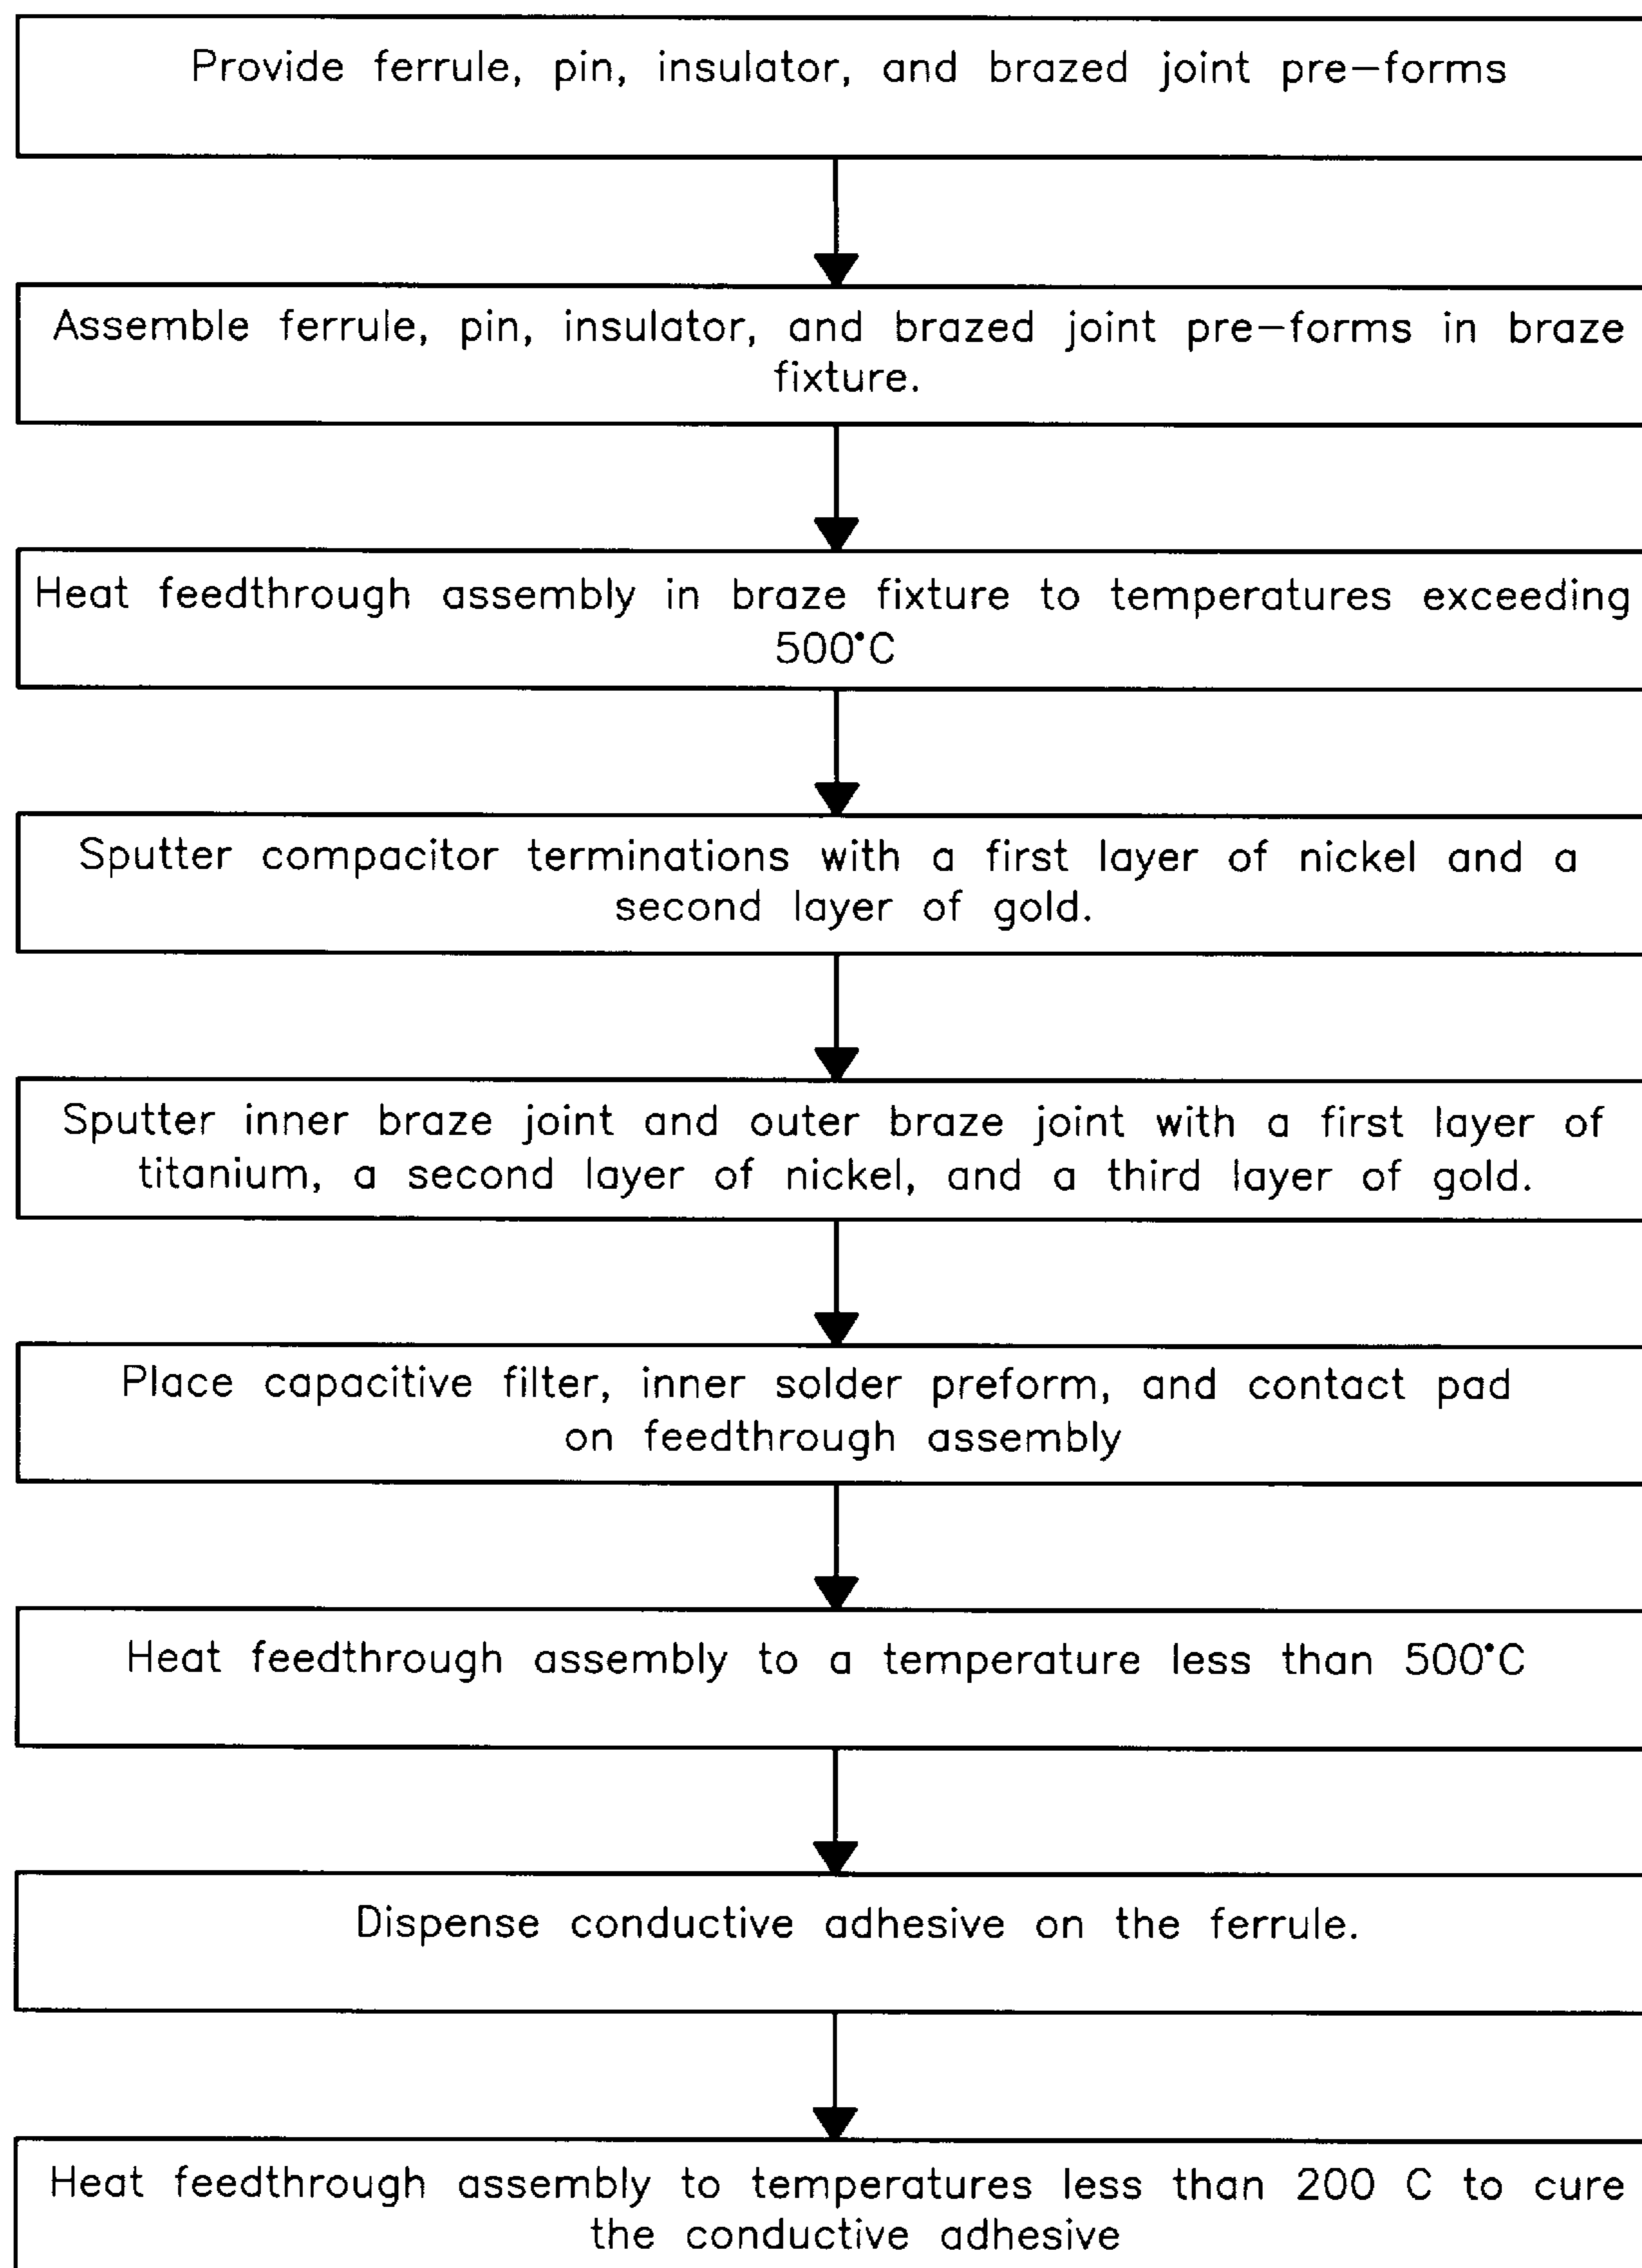 Provide ferrule, pin, insulator, and brazed joint pre-forms
Assemble ferrule, pin, insulator, and brazed joint pre-forms in braze
fixture.
Heat feedthrough assembly in braze fixture to temperatures exceeding
500°C
Sputter compacitor terminations with a first layer of nickel and a
second layer of gold.
Sputter inner braze joint and outer braze joint with a first layer of
titanium, a second layer of nickel, and a third layer of gold.
Place capacitive filter, inner solder preform, and contact pad
on feedthrough assembly
Heat feedthrough assembly to a temperature less than 500°C
Dispense conductive adhesive on the ferrule.
Heat feedthrough assembly to temperatures less than 200 C to cure
the conductive adhesive